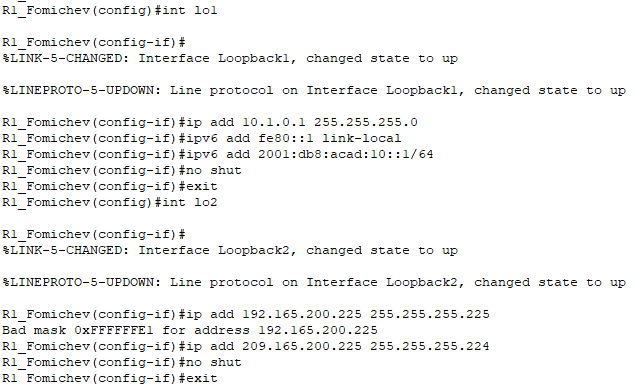 R1_Fomichev(config)#int lo1
R1_Fomichev(config-if)#
%LINK-5-CHANGED: Interface Loopback1, changed state to up
%LINEPROTO-5-UPDOWN: Line protocol on Interface Loopback1, changed state to up
R1_Fomichev(config-if)#ip add 10.1.0.1 255.255.255.0
R1_Fomichev(config-if)#ipv6 add fe80::1 link-local
R1_Fomichev(config-if)#ipv6 add 2001:db8:acad:10::1/64
R1_Fomichev(config-if)#no shut
R1_Fomichev(config-if)#exit
R1_Fomichev(config)#int lo2
R1_Fomichev(config-if)#
%LINK-5-CHANGED: Interface Loopback2, changed state to up
%LINEPROTO-5-UPDOWN: Line protocol on Interface Loopback2, changed state to up
R1_Fomichev(config-if)#ip add 192.165.200.225 255.255.255.225
Bad mask 0xFFFFFFE1 for address 192.165.200.225
R1_Fomichev(config-if)#ip add 209.165.200.225 255.255.255.224
R1_Fomichev(config-if)#no shut
R1_Fomichev(config-if)#exit